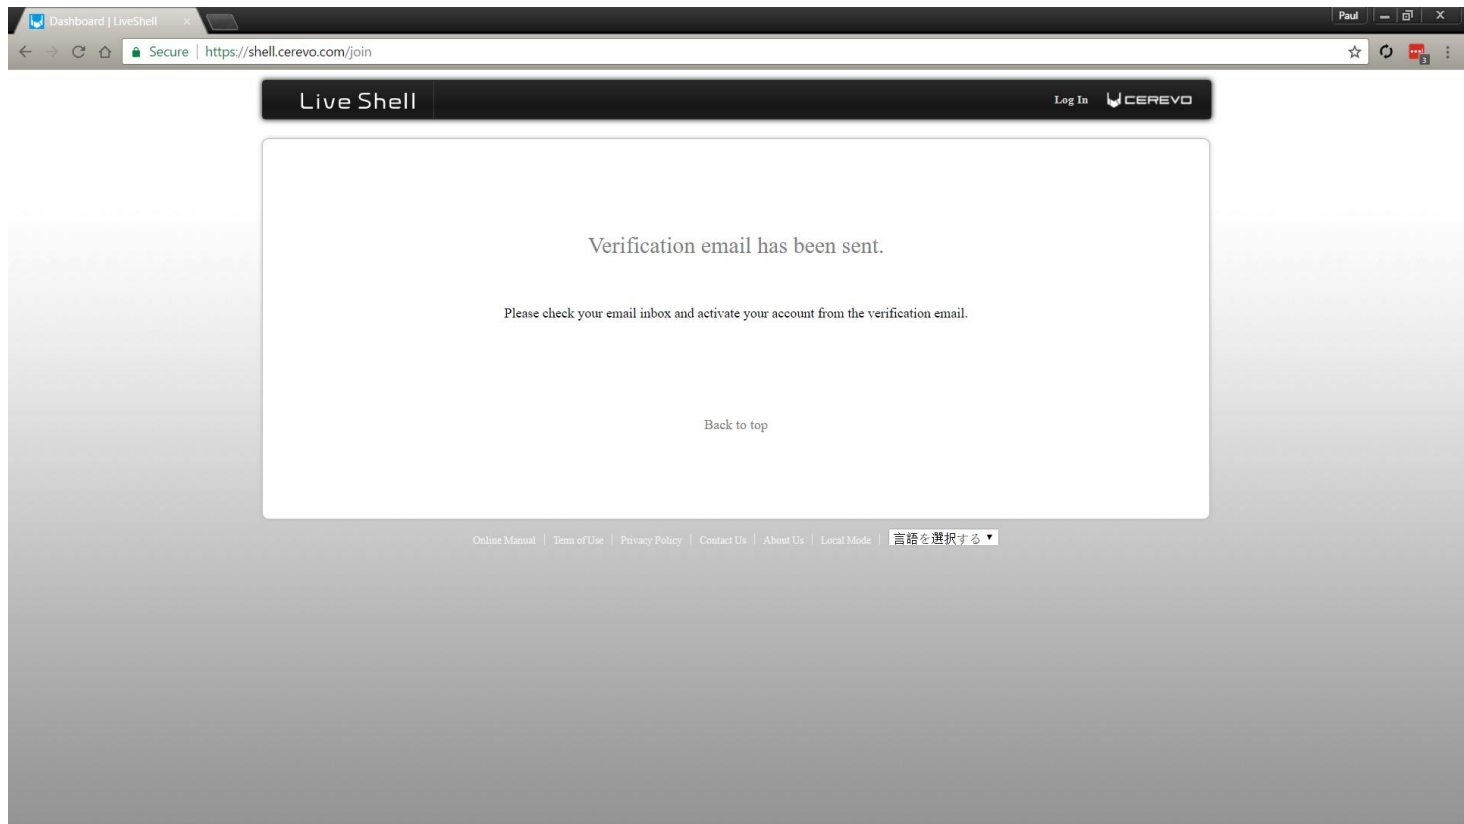 Dashboard | LiveShell
Paul
Secure | https://shell.cerevo.com/join
3
Live Shell
Log In
CEREVO
Verification email has been sent.
Please check your email inbox and activate your account from the verification email.
Back to top
Online Manual | Term of Use | Privacy Policy | Contact Us | About Us | Local Mode | 言語を選択する